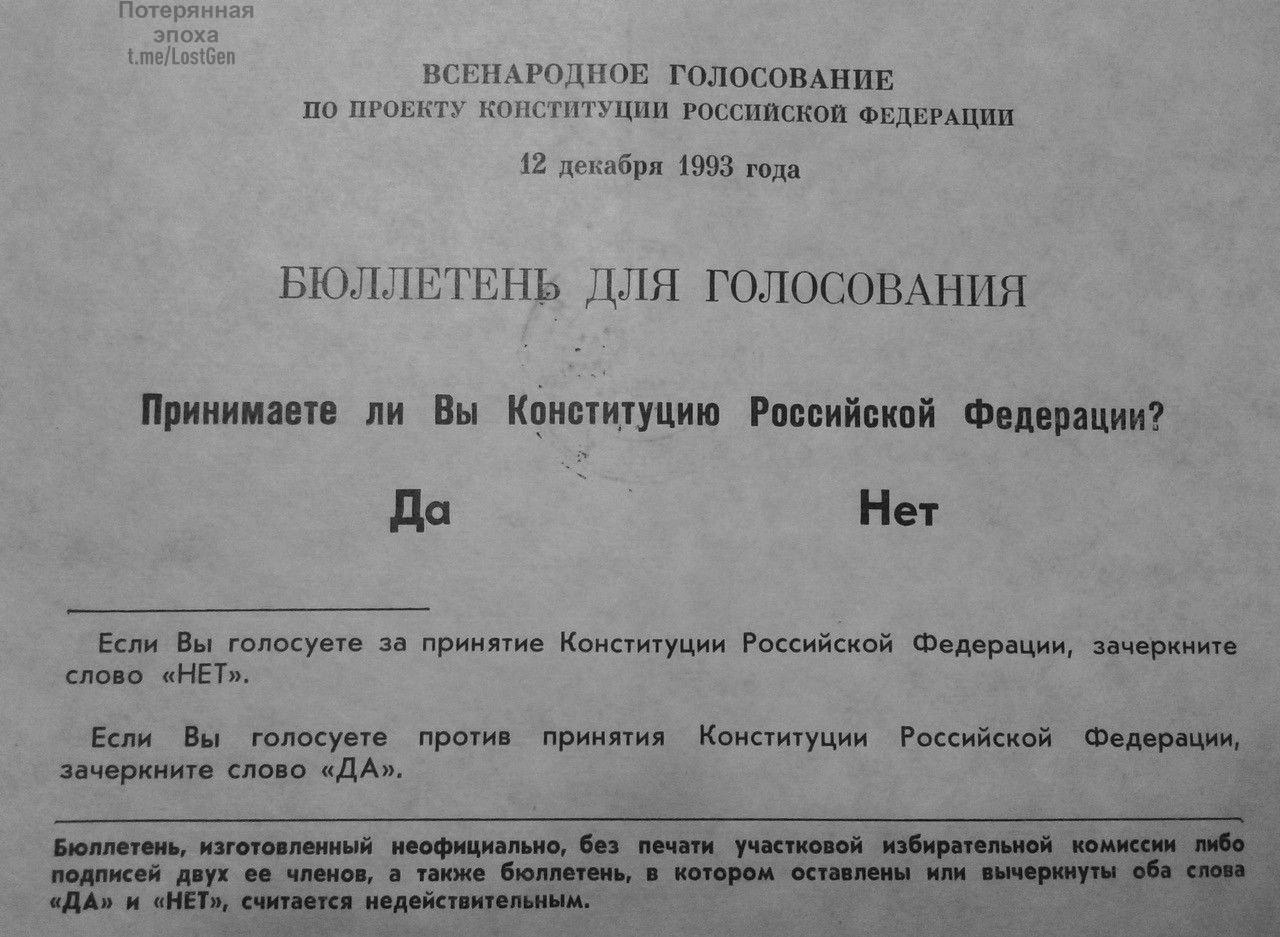 Потерянная
эпоха
t.me/LostGen
ВСЕНАРОДНОЕ ГОЛОСОВАНИЕ
ПО ПРОЕКТУ КОНСТИТУЦИИ РОССИЙСКОЙ ФЕДЕРАЦИИ
12 декабря 1993 года
БЮЛЛЕТЕНЬ ДЛЯ ГОЛОСОВАНИЯ
Принимаете ли Вы Конституцию Российской Федерации?
Да Нет
Если Вы голосуете за принятие Конституции Российской Федерации, зачеркните
слово «НЕТ».
Если Вы голосуете против принятия Конституции Российской Федерации,
зачеркните слово «ДА».
Бюллетень, изготовленный неофициально, без печати участковой избирательной комиссии либо
подписей двух ее членов, а также бюллетень, в котором оставлены или вычеркнуты оба слова
«ДА» и «НЕТ», считается недействительным.